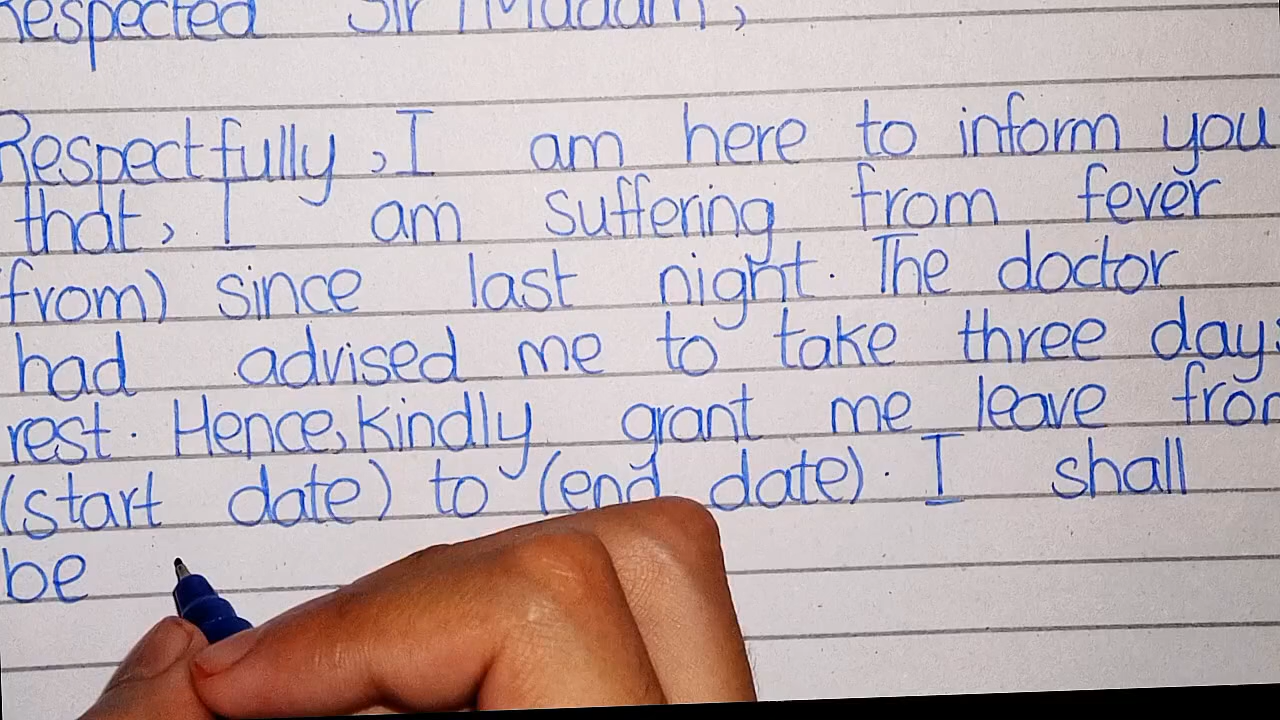 Respected Sir / Madam,
Respectfully, I am here to inform you
that, I am suffering from fever
from) since last night. The doctor
had advised me to take three days
rest. Hence, kindly grant me leave from
(start date) to (end date). I shall
be